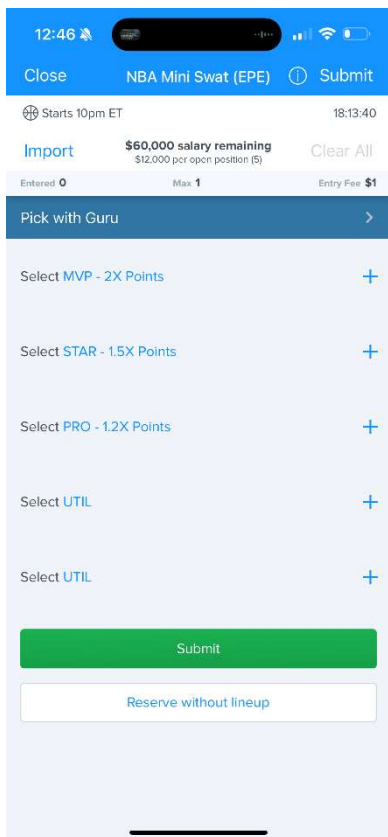 12:46
Close NBA Mini Swat (EPE) Submit
Starts 10pm ET 18:13:40
Import $60,000 salary remaining Clear All
$12,000 per open position (5)
Entered 0 Max 1 Entry Fee $1
Pick with Guru
Select MVP - 2X Points
Select STAR - 1.5X Points
Select PRO - 1.2X Points
Select UTIL
Select UTIL
Submit
Reserve without lineup